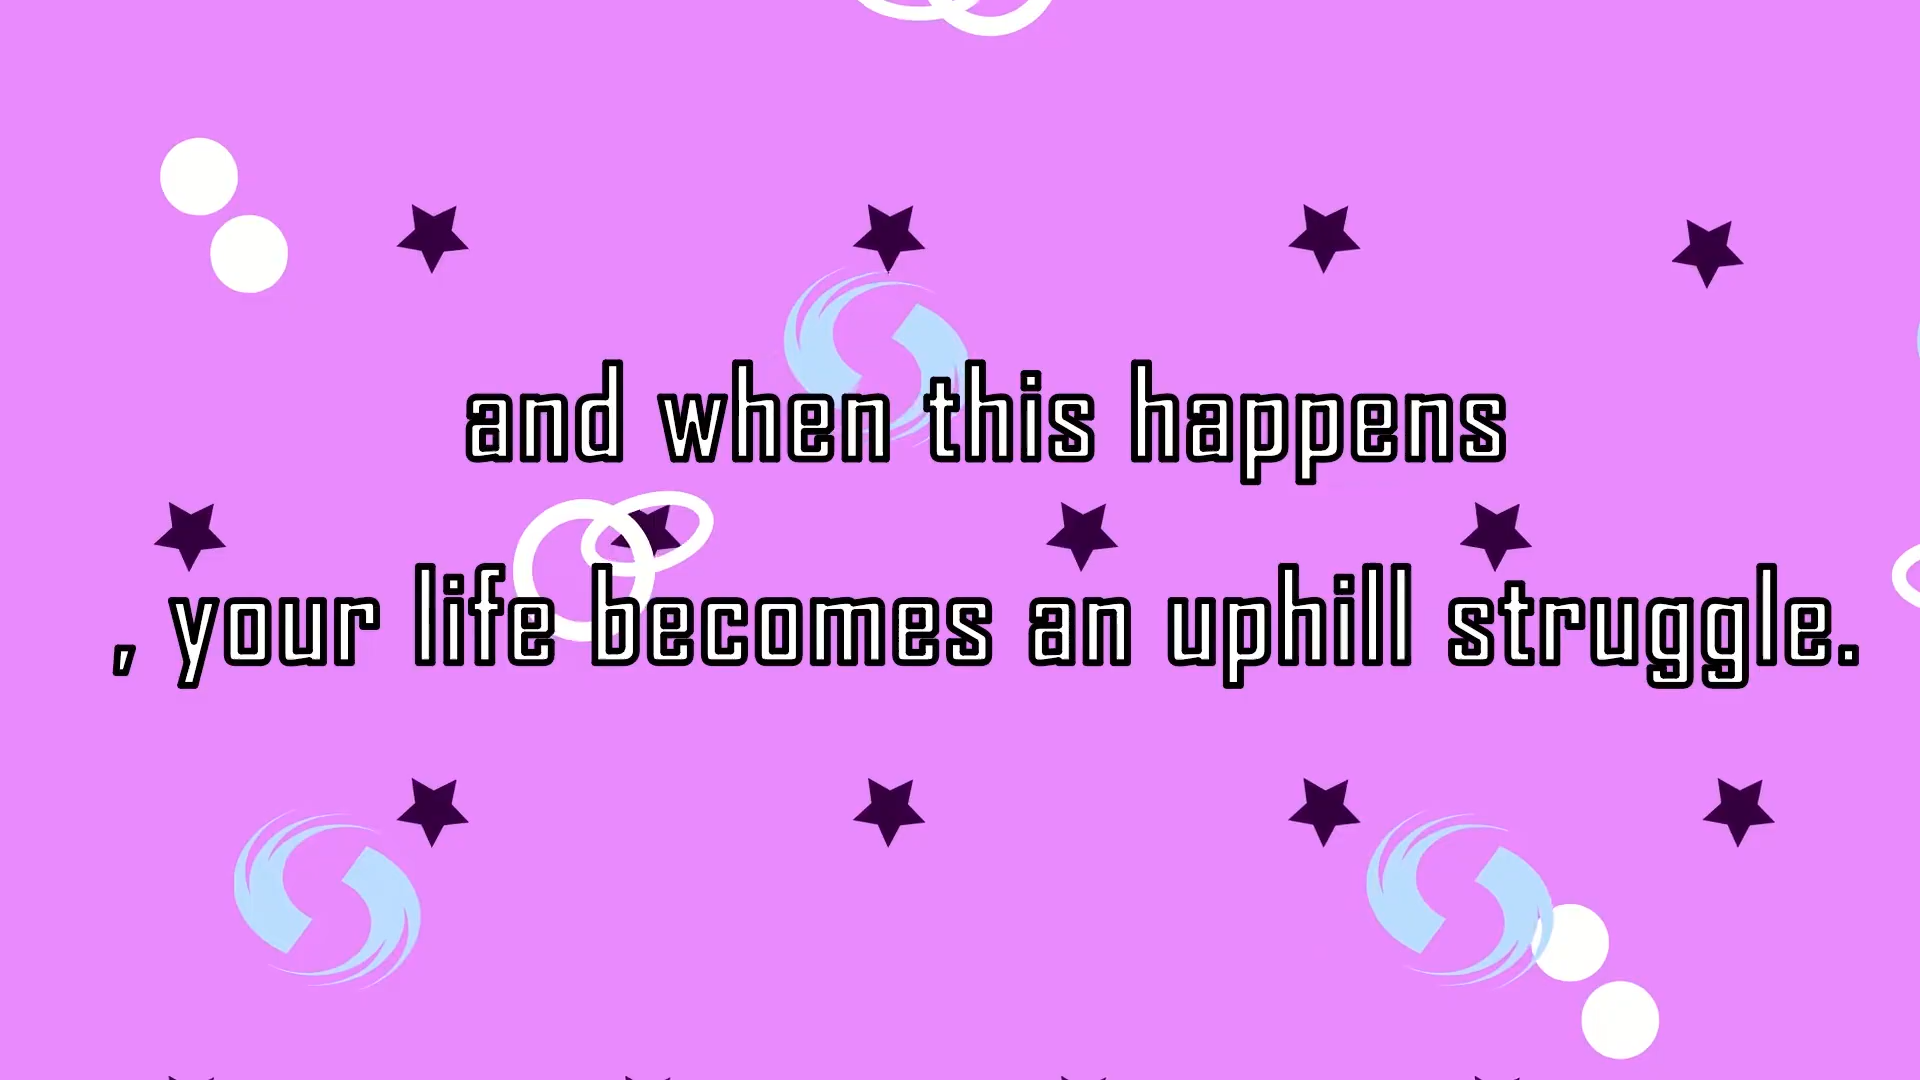 and when this happens
, your life becomes an uphill struggle.